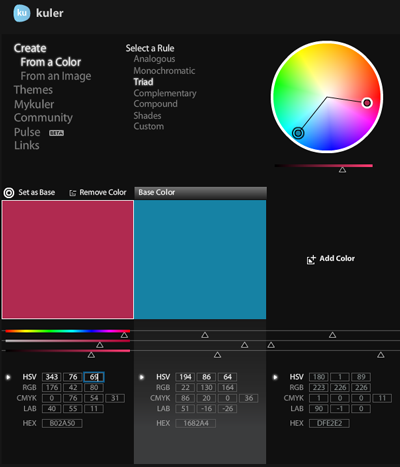 ku kuler
Create
From a Color
From an Image
Themes
Mykuler
Community
Pulse BETA
Links
Select a Rule
Analogous
Monochromatic
Triad
Complementary
Compound
Shades
Custom
Set as Base Remove Color Base Color
Add Color
HSV 343 76 69
RGB 176 42 80
CMYK 0 76 54 31
LAB 40 55 11
HEX B02A50
HSV 194 86 64
RGB 22 130 164
CMYK 86 20 0 36
LAB 51 -16 -26
HEX 1682A4
HSV 180 1 89
RGB 223 226 226
CMYK 1 0 0 11
LAB 90 -1 0
HEX DFE2E2